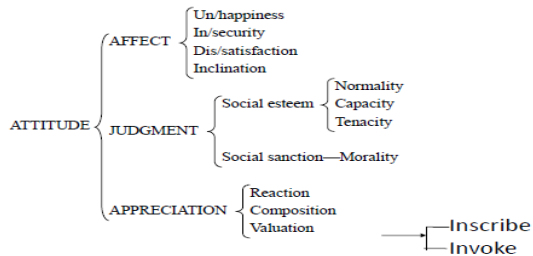 Un/happiness
In/security
AFFECT
Dis/satisfaction
Inclination
Normality
Social esteem
Capacity
Tenacity
ATTITUDE
JUDGMENT
Social sanction—Morality
Reaction
APPRECIATION
Composition
Valuation
Inscribe
Invoke